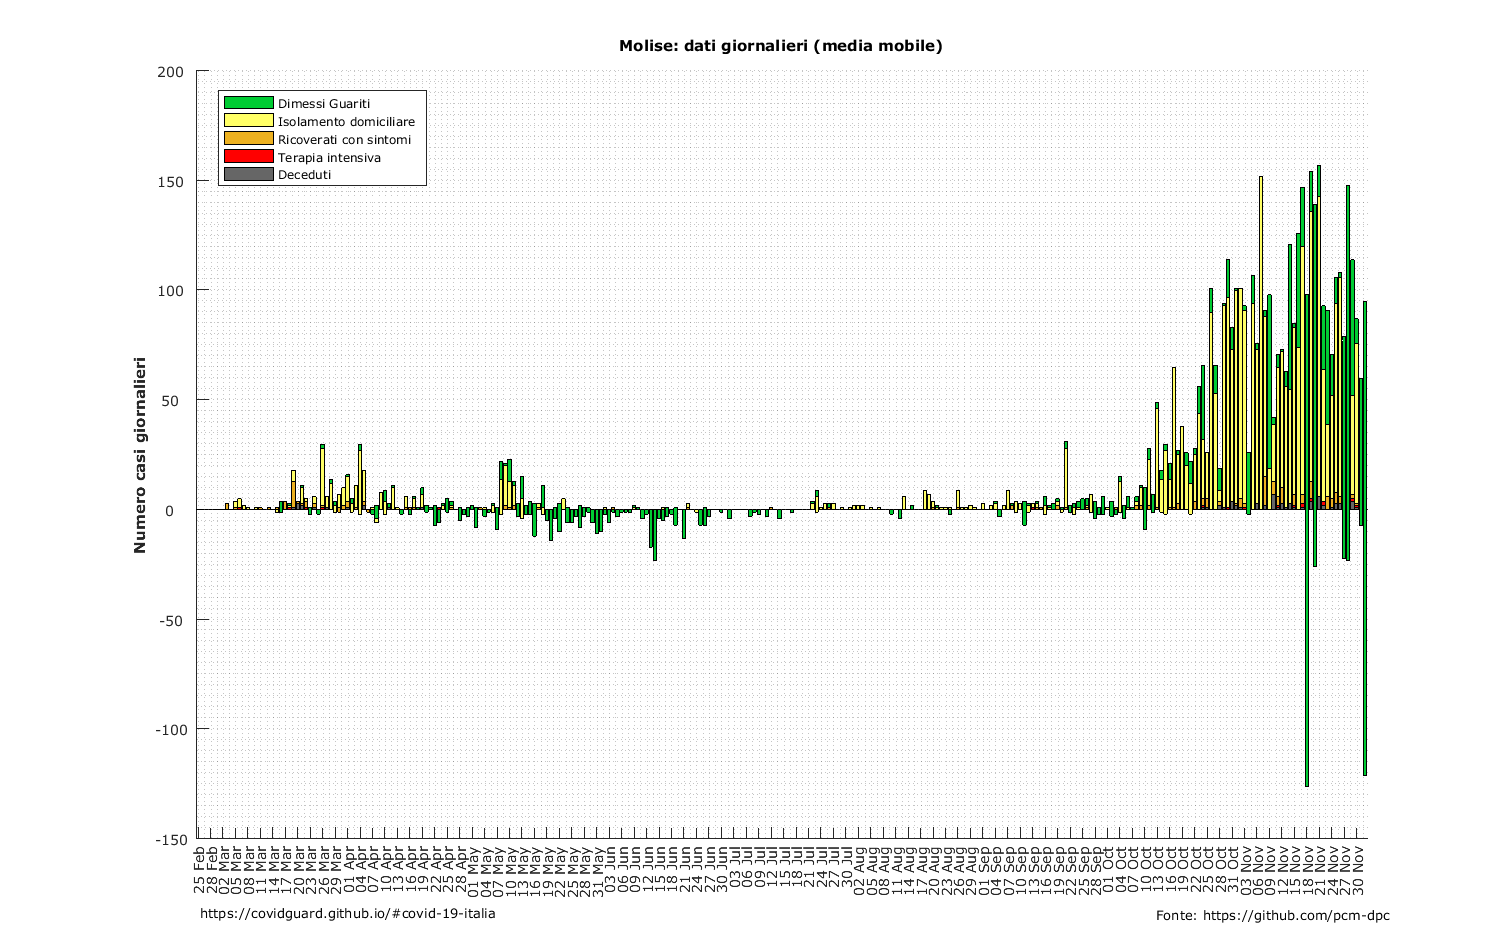 Molise: dati giornalieri (media mobile)
200
150
100
50
0
-50
-100
-150
Numero casi giornalieri
Dimessi Guariti
Isolamento domiciliare
Ricoverati con sintomi
Terapia intensiva
Deceduti
25 Feb
28 Feb
02 Mar
05 Mar
08 Mar
11 Mar
14 Mar
17 Mar
20 Mar
23 Mar
26 Mar
29 Mar
01 Apr
04 Apr
07 Apr
10 Apr
13 Apr
16 Apr
19 Apr
22 Apr
25 Apr
28 Apr
01 May
04 May
07 May
10 May
13 May
16 May
19 May
22 May
25 May
28 May
31 May
03 Jun
06 Jun
09 Jun
12 Jun
15 Jun
18 Jun
21 Jun
24 Jun
27 Jun
30 Jun
03 Jul
06 Jul
09 Jul
12 Jul
15 Jul
18 Jul
21 Jul
24 Jul
27 Jul
30 Jul
02 Aug
05 Aug
08 Aug
11 Aug
14 Aug
17 Aug
20 Aug
23 Aug
26 Aug
29 Aug
01 Sep
04 Sep
07 Sep
10 Sep
13 Sep
16 Sep
19 Sep
22 Sep
25 Sep
28 Sep
01 Oct
04 Oct
07 Oct
10 Oct
13 Oct
16 Oct
19 Oct
22 Oct
25 Oct
28 Oct
31 Oct
03 Nov
06 Nov
09 Nov
12 Nov
15 Nov
18 Nov
21 Nov
24 Nov
27 Nov
30 Nov
https://covidguard.github.io/#covid-19-italia
Fonte: https://github.com/pcm-dpc